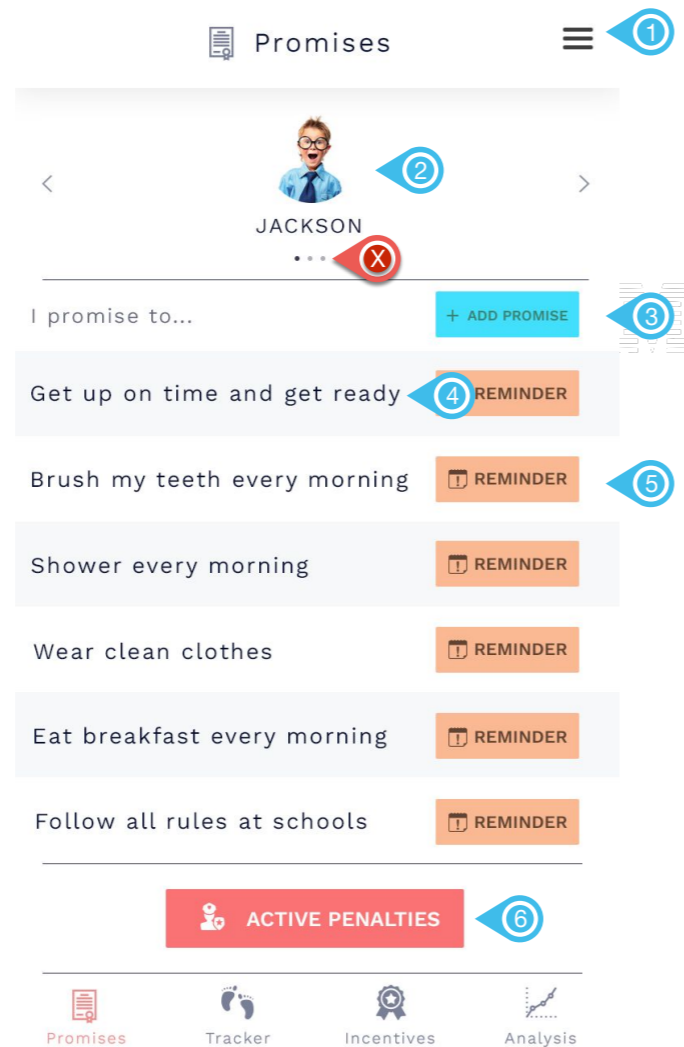 Promises
1
2
JACKSON
X
I promise to...
+ ADD PROMISE
3
Get up on time and get ready
4
REMINDER
Brush my teeth every morning
REMINDER
5
Shower every morning
REMINDER
Wear clean clothes
REMINDER
Eat breakfast every morning
REMINDER
Follow all rules at schools
REMINDER
ACTIVE PENALTIES
6
Promises Tracker Incentives Analysis